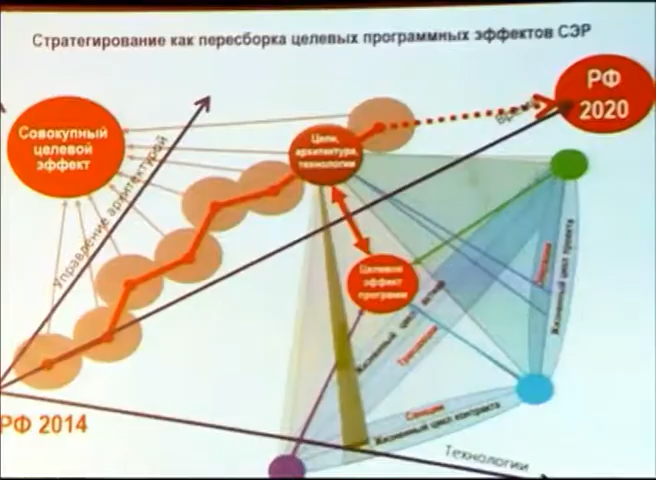 Стратегирование как пересборка целевых программных эффектов СЭР
РФ
2020
Совокупный
целевой
эффект
Управление архитектурой
Цели,
архитектура,
технологии
Целевой
эффект
программ
Жизненный цикл проекта
Жизненный цикл
Санкции
Жизненный цикл контракта
РФ 2014
Технологии